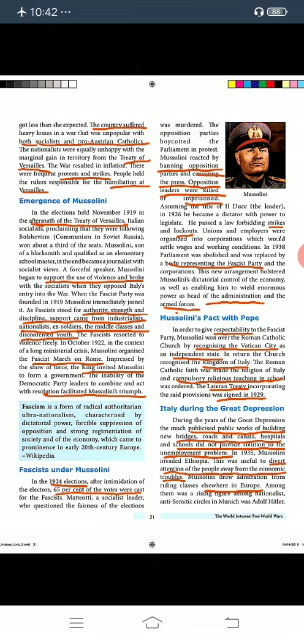 10:42
88
got less than the expected. The country suffered
heavy losses in a war that was unpopular with
both socialists and pro-Austrian Catholics.
The nationalists were equally unhappy with the
marginal gain in territory from the Treaty of
Versailles. The War resulted in inflation. There
were frequent protests and strikes. People held
the rulers responsible for the humiliation at
Versailles.
Emergence of Mussolini
In the elections held November 1919 in
the aftermath of the Treaty of Versailles, Italian
socialists, proclaiming that they were following
Bolshevism (Communism in Soviet Russia),
won about a third of the seats. Mussolini, son
of a blacksmith and qualified as an elementary
school master, in the end became a journalist with
socialist views. A forceful speaker, Mussolini
began to support the use of violence and broke
with the socialists when they opposed Italy's
entry into the War. When the Fascist Party was
founded in 1919 Mussolini immediately joined
it. As Fascists stood for authority, strength and
discipline, support came from industrialists,
nationalists, ex-soldiers, the middle classes and
discontented youth. The Fascists resorted to
violence freely. In October 1922, in the context
of a long ministerial crisis, Mussolini organised
the Fascist March on Rome. Impressed by
the show of force, the King invited Mussolini
to form a government. The inability of the
Democratic Party leaders to combine and act
with resolution facilitated Mussolini's triumph.
Fascism is a form of radical authoritarian
ultra-nationalism, characterised by
dictatorial power, forcible suppression of
opposition and strong regimentation of
society and of the economy, which came to
prominence in early 20th-century Europe.
–Wikipedia.
Fascists under Mussolini
In the 1924 elections, after intimidation of
the electors, 65 per cent of the votes were cast
for the Fascists. Matteotti, a socialist leader,
who questioned the fairness of the elections
was murdered. The
opposition parties
boycotted the
Parliament in protest.
Mussolini reacted by
banning opposition
parties and censoring
the press. Opposition
leaders were killed
or imprisoned.
Mussolini
Assuming the title of Il Duce (the leader),
in 1926 he became a dictator with power to
legislate. He passed a law forbidding strikes
and lockouts. Unions and employers were
organised into corporations which would
settle wages and working conditions. In 1938
Parliament was abolished and was replaced by
a body representing the Fascist Party and the
corporations. This new arrangement bolstered
Mussolini's dictatorial control of the economy,
as well as enabling him to wield enormous
power as head of the administration and the
armed forces.
Mussolini's Pact with Pope
In order to give respectability to the Fascist
Party, Mussolini won over the Roman Catholic
Church by recognising the Vatican City as
an independent state. In return the Church
recognised the Kingdom of Italy. The Roman
Catholic faith was made the religion of Italy
and compulsory religious teaching in school
was ordered. The Lateran Treaty incorporating
the said provisions was signed in 1929.
Italy during the Great Depression
During the years of the Great Depression
the much publicised public works of building
new bridges, roads and canals, hospitals
and schools did not provide solution to the
unemployment problem. In 1935, Mussolini
invaded Ethiopia. This was useful to direct
attention of the people away from the economic
troubles. Mussolini drew admiration from
ruling classes elsewhere in Europe. Among
them was a rising figure among nationalist,
anti-Semitic circles in Munich was Adolf Hitler.
21
The World between Two World Wars